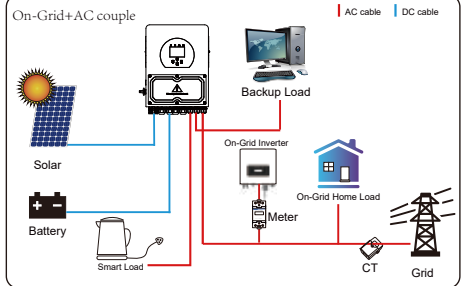 On-Grid+AC couple
AC cable
DC cable
Backup Load
On-Grid Inverter
Solar
On-Grid Home Load
Meter
Battery
Smart Load
CT
Grid